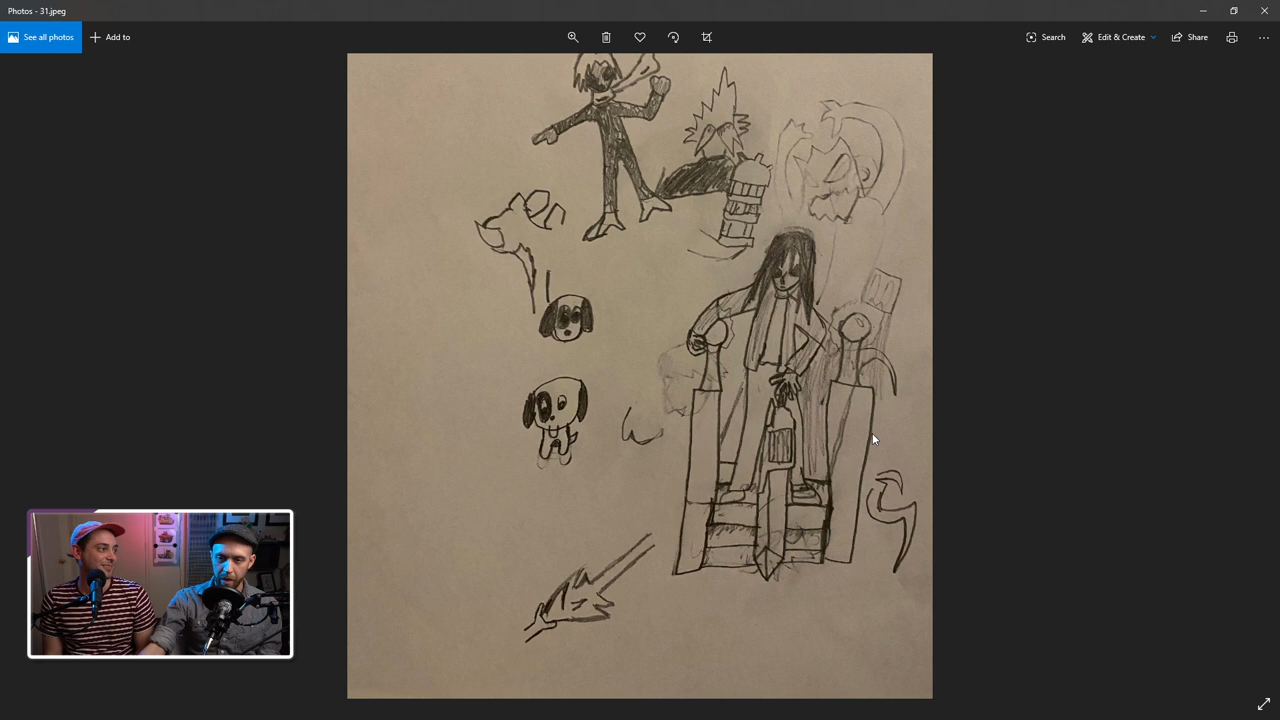 Photos - 31.jpeg
See all photos
Add to
Search
Edit & Create
Share